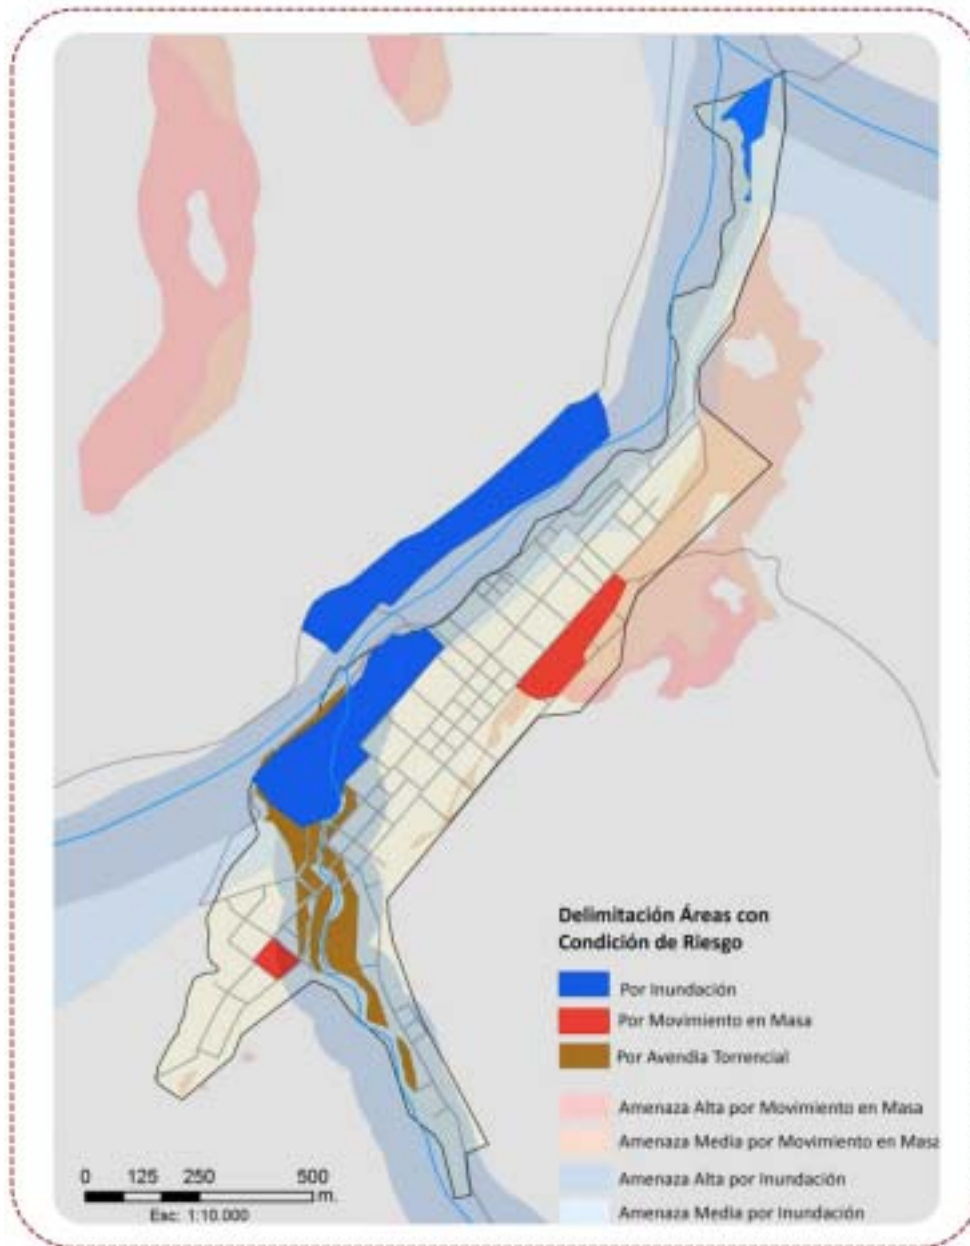 Delimitación Áreas con
Condición de Riesgo
Por Inundación
Por Movimiento en Masa
Por Avendia Torrencial
Amenaza Alta por Movimiento en Masa
Amenaza Media por Movimiento en Masa
Amenaza Alta por Inundación
Amenaza Media por Inundación
0 125 250 500
m.
Esc: 1:10.000